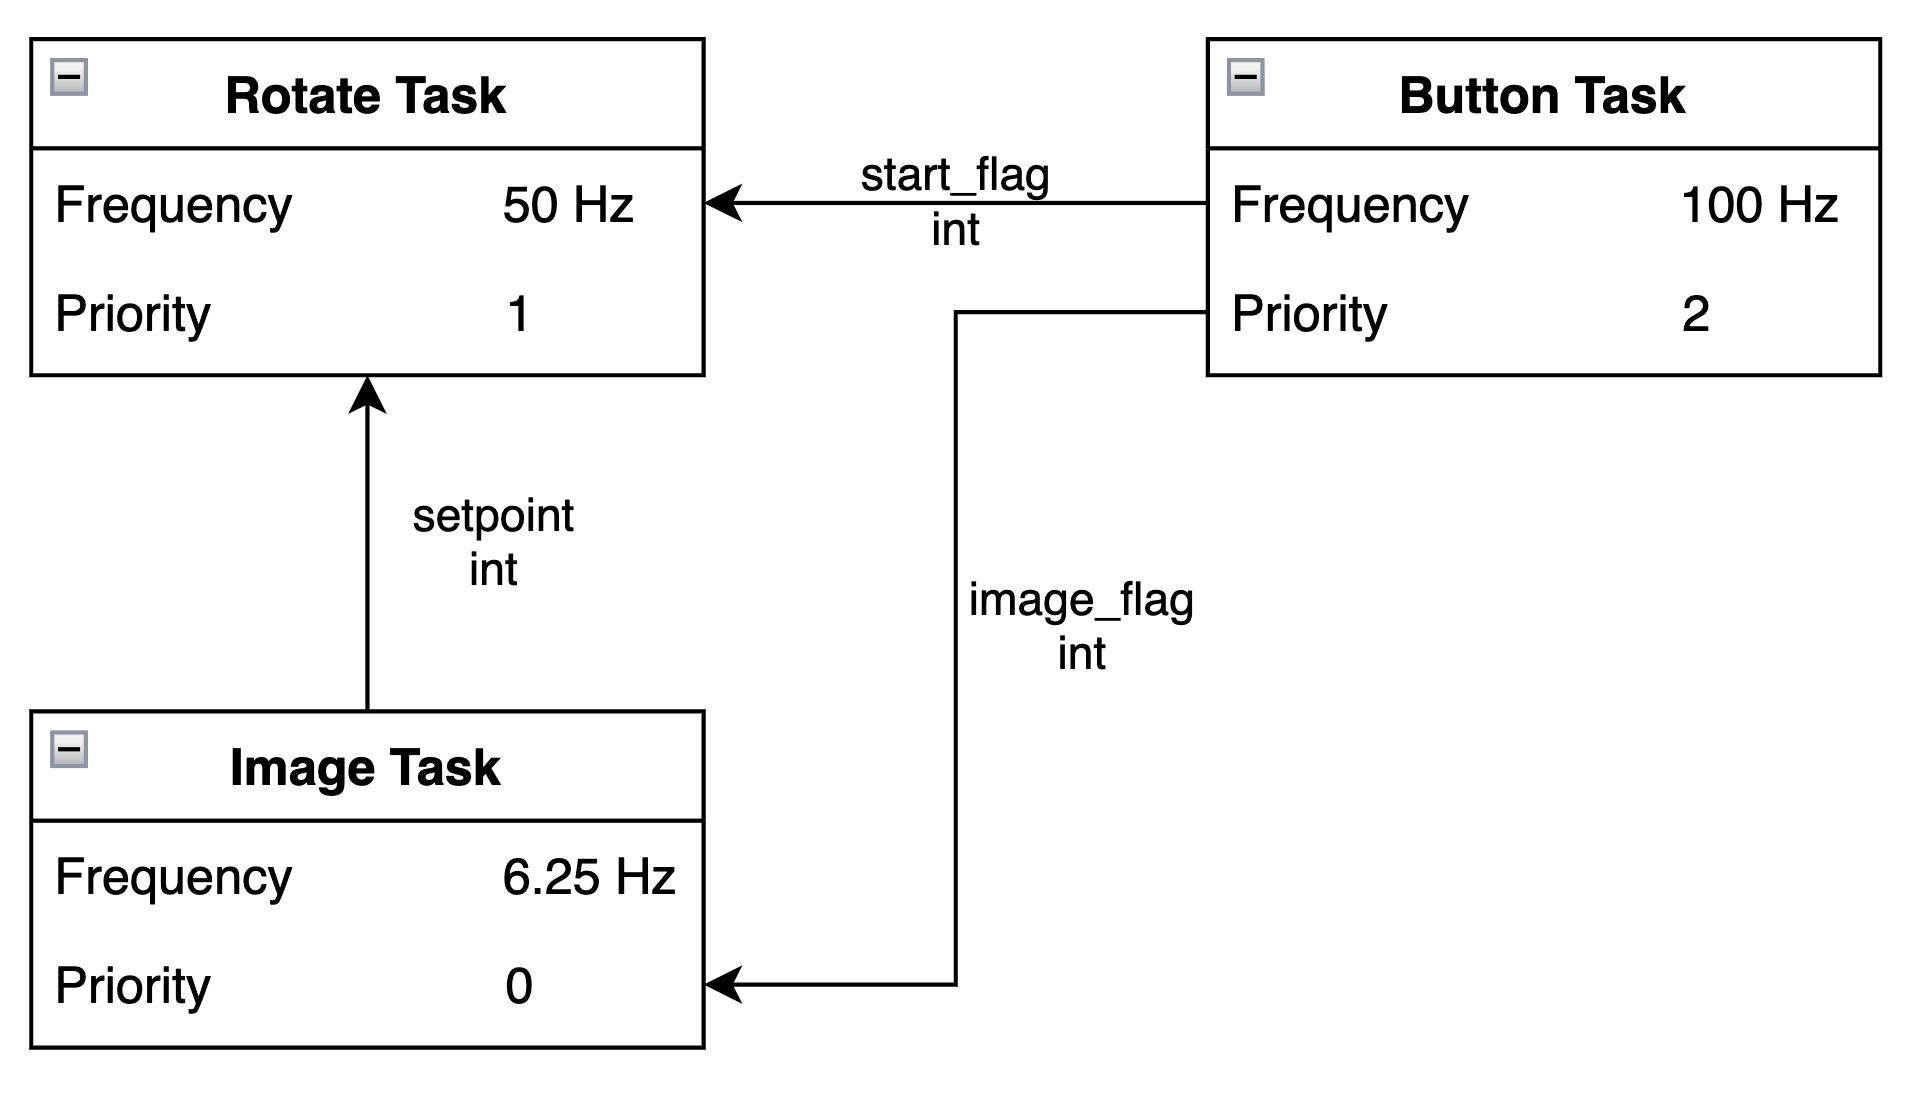 Rotate Task
Frequency 50 Hz
Priority 1
start_flag
int
Button Task
Frequency 100 Hz
Priority 2
setpoint
int
image_flag
int
Image Task
Frequency 6.25 Hz
Priority 0